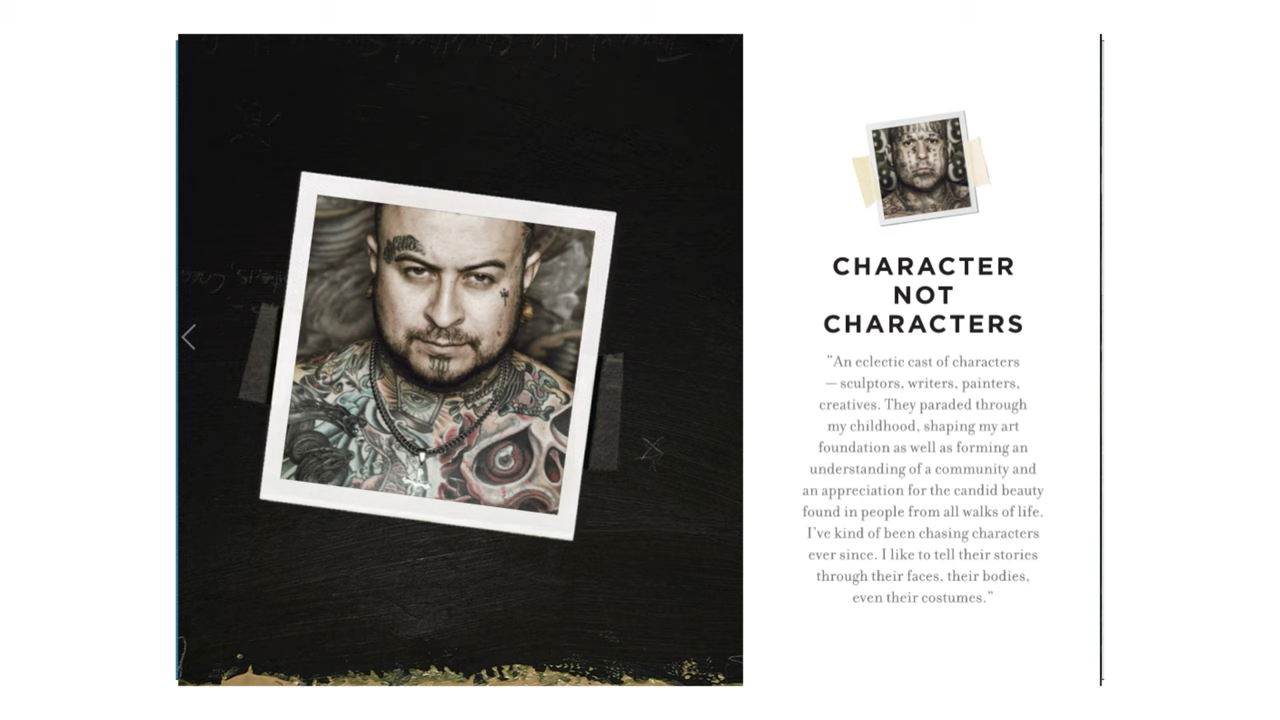 CHARACTER
NOT
CHARACTERS
"An eclectic cast of characters
— sculptors, writers, painters,
creatives. They paraded through
my childhood, shaping my art
foundation as well as forming an
understanding of a community and
an appreciation for the candid beauty
found in people from all walks of life.
I've kind of been chasing characters
ever since. I like to tell their stories
through their faces, their bodies,
even their costumes."